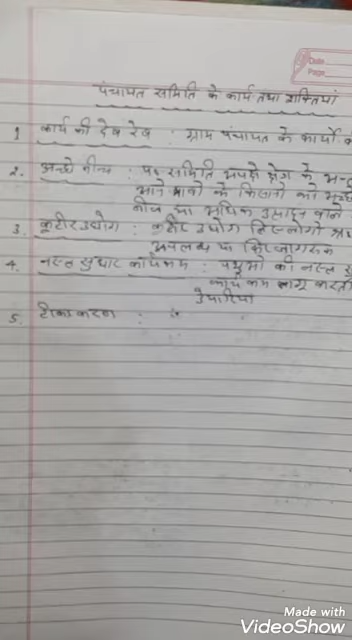 Date
Page
पंचायत समिति के कार्य तथा शक्तियां
1 कार्य की देख रेख : ग्राम पंचायत के कार्यो
2. अच्छे बीज : यह समिति अपने क्षेत्र के
आने वालो के किसानो को
बीज या अधिक उत्पादन वाले
3. कुटीर उद्योग : कुटीर उद्योग
उपलब्ध या
4. नस्ल सुधार कार्यक्रम : पशुओ की नस्ल
कार्यक्रम लागू करती
5. टीकाकरण :
Made with
VideoShow